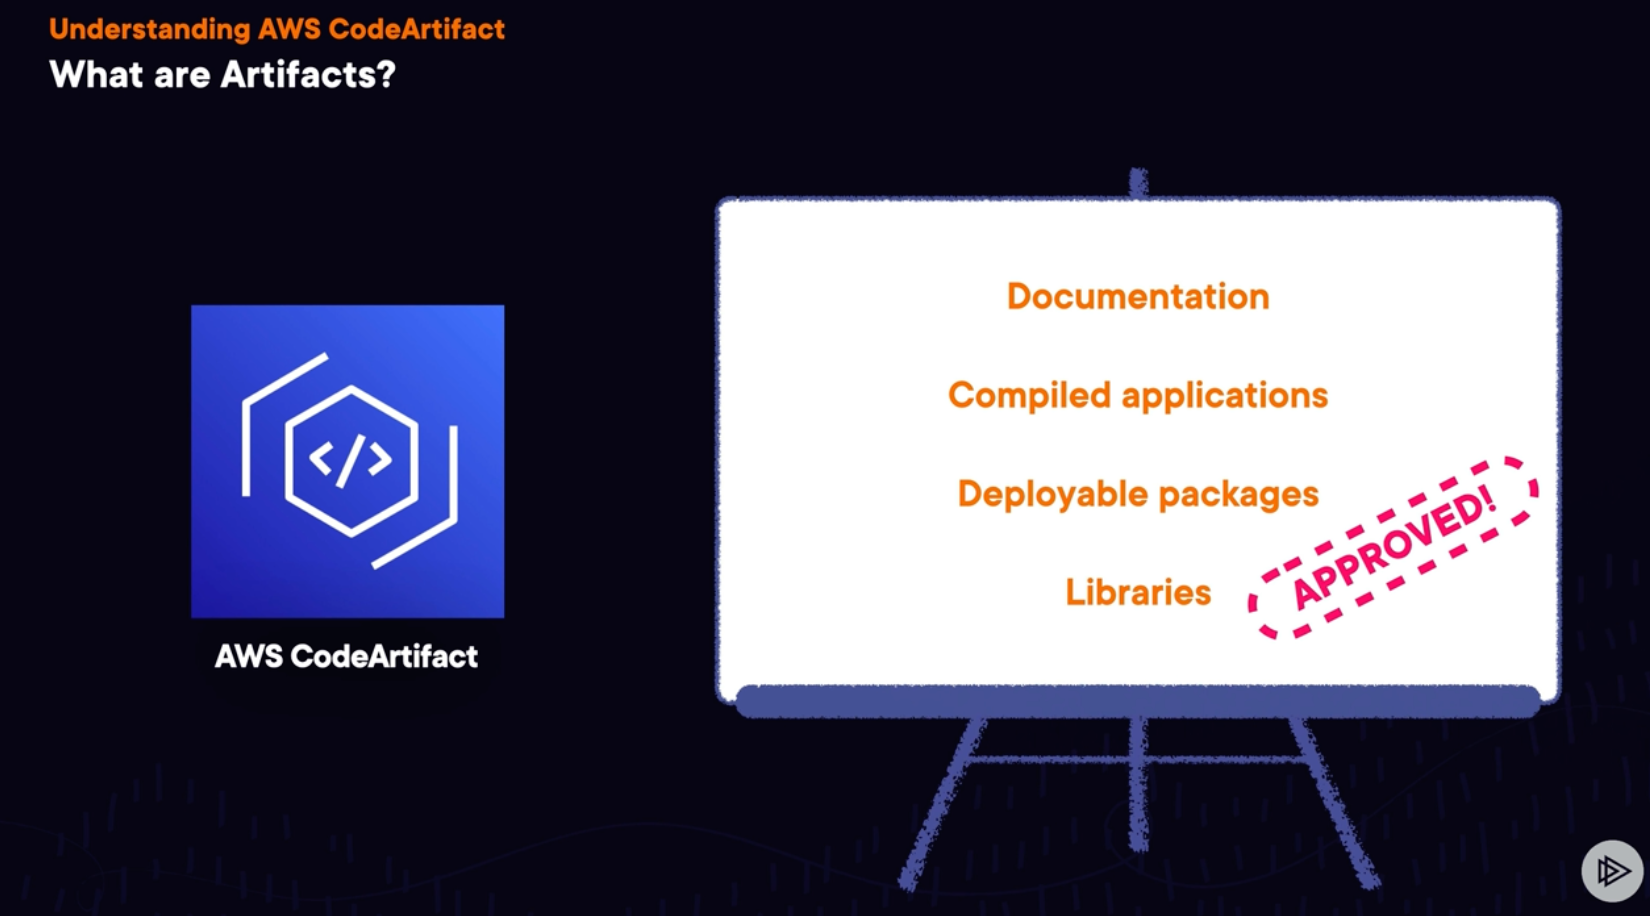 Understanding AWS CodeArtifact
What are Artifacts?
Documentation
Compiled applications
Deployable packages
APPROVED!
Libraries
</>
AWS CodeArtifact